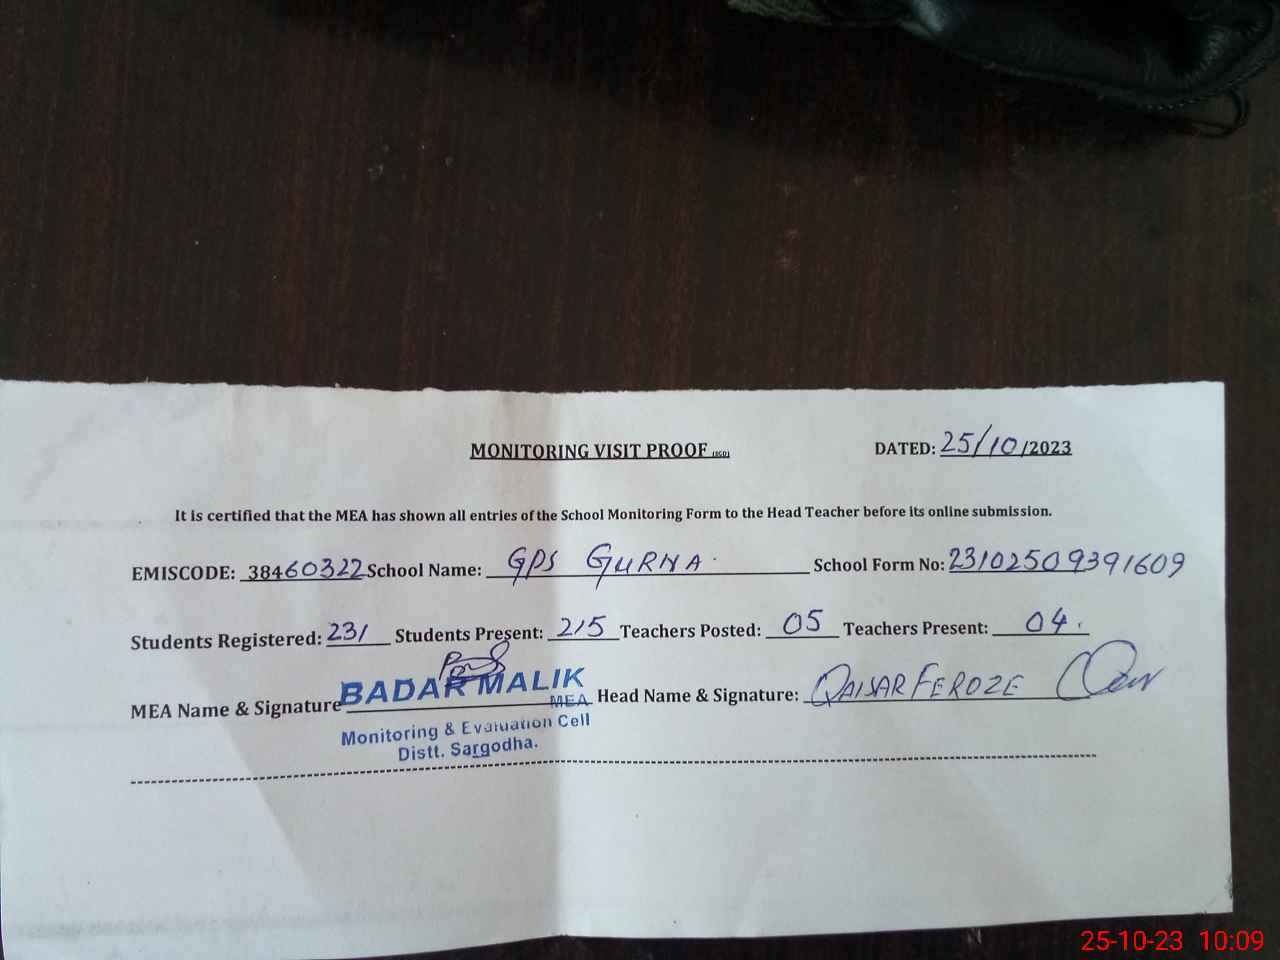 MONITORING VISIT PROOF (BSD) DATED: 25/10/2023
It is certified that the MEA has shown all entries of the School Monitoring Form to the Head Teacher before its online submission.
EMISCODE: 38460322 School Name: GPS GURNA. School Form No: 23102509391609
Students Registered: 231 Students Present: 215 Teachers Posted: 05 Teachers Present: 04.
MEA Name & Signature BADAR MALIK Head Name & Signature: QAISAR FEROZE
MEA
Monitoring & Evaluation Cell
Distt. Sargodha.
25-10-23 10:09